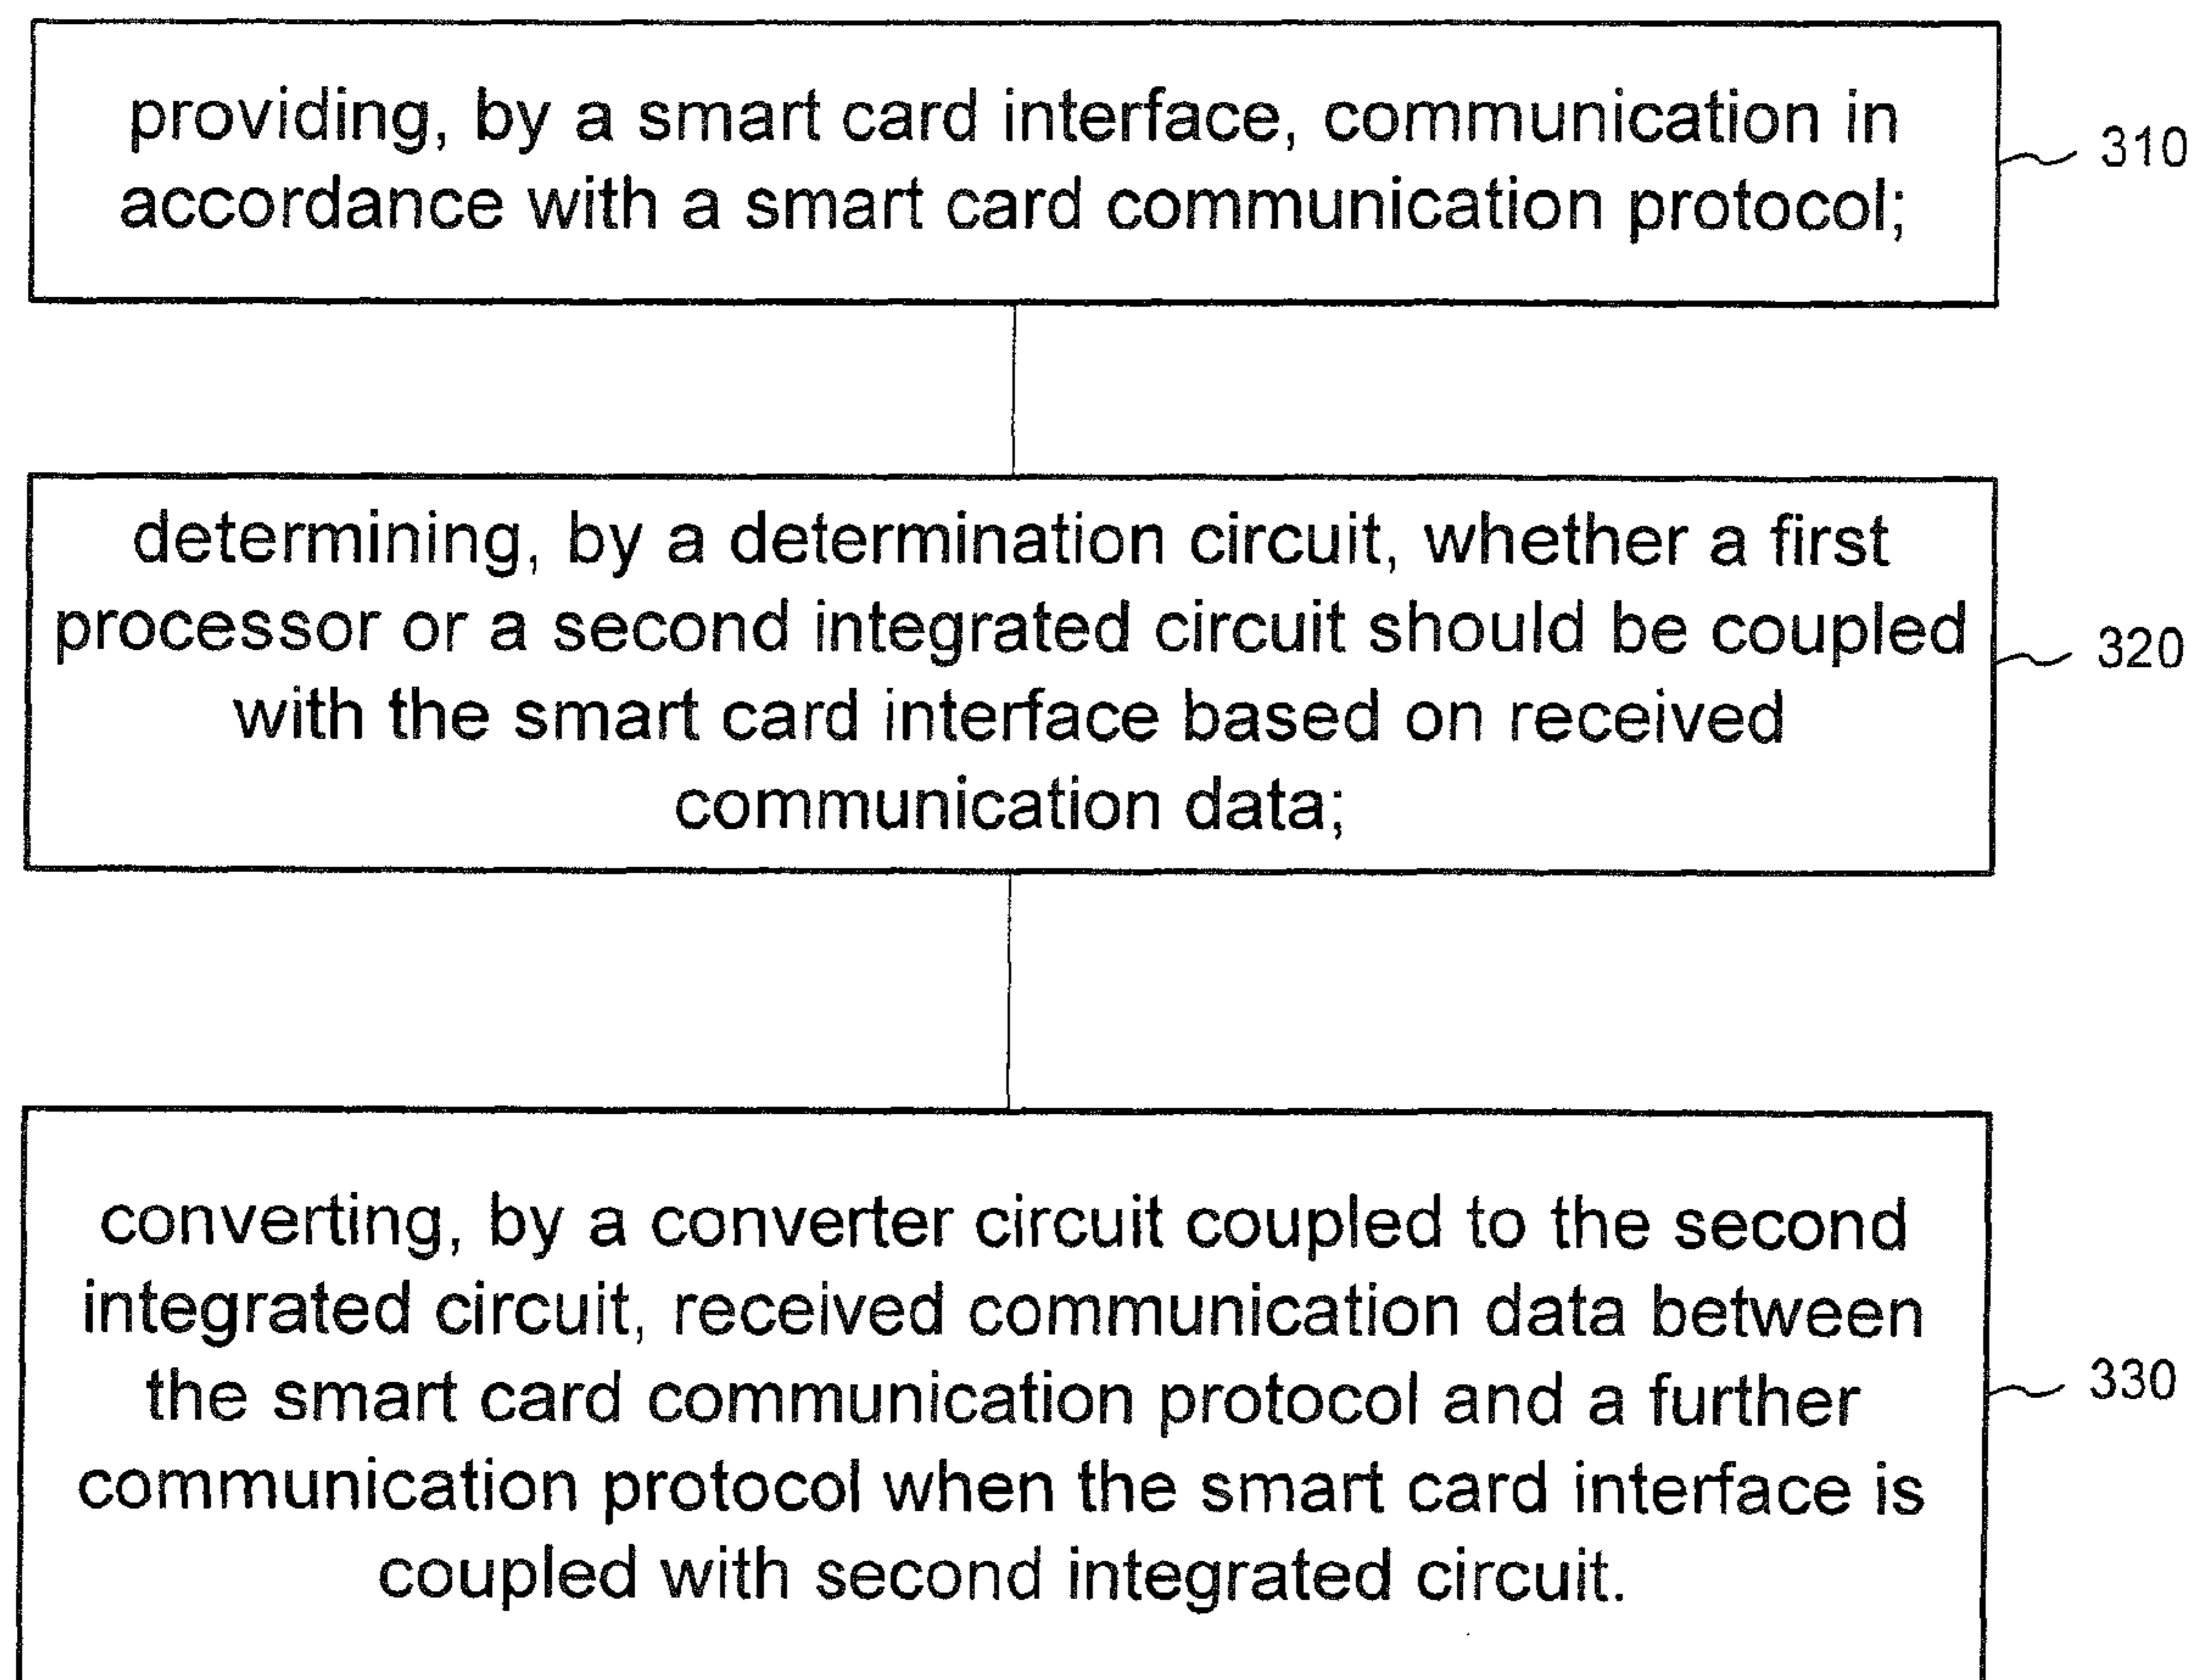 providing, by a smart card interface, communication in
accordance with a smart card communication protocol;
310
determining, by a determination circuit, whether a first
processor or a second integrated circuit should be coupled
with the smart card interface based on received
communication data;
320
converting, by a converter circuit coupled to the second
integrated circuit, received communication data between
the smart card communication protocol and a further
communication protocol when the smart card interface is
coupled with second integrated circuit.
330